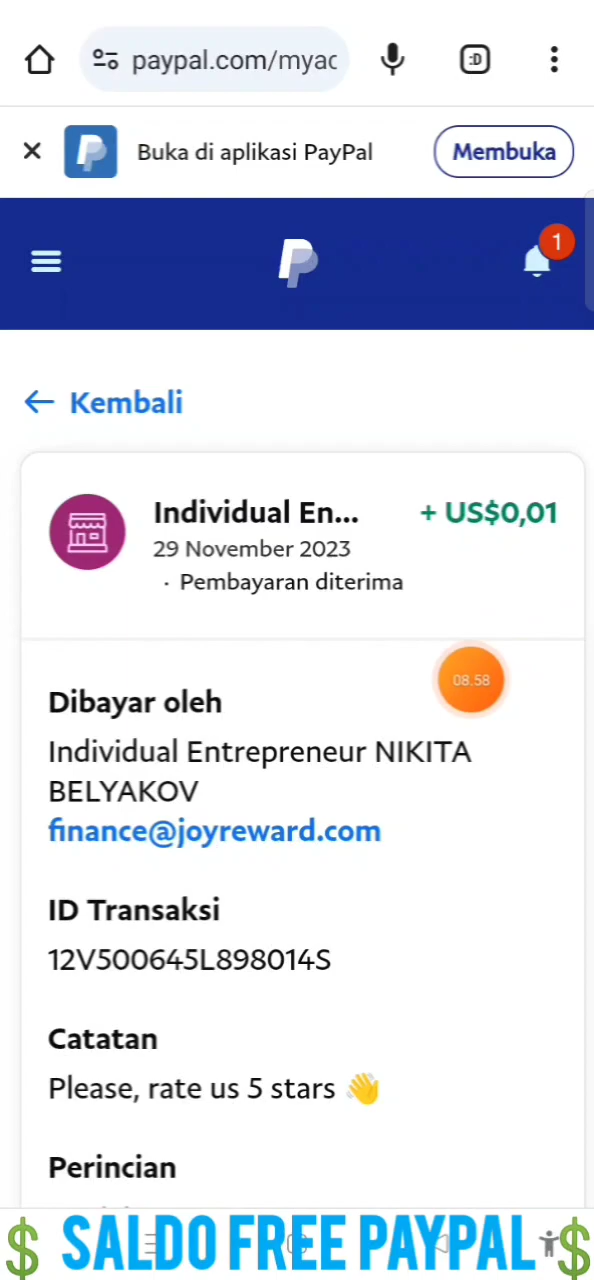 paypal.com/myac
:D
Buka di aplikasi PayPal
Membuka
1
Kembali
Individual En...
+ US$0,01
29 November 2023
· Pembayaran diterima
08.58
Dibayar oleh
Individual Entrepreneur NIKITA
BELYAKOV
finance@joyreward.com
ID Transaksi
12V500645L898014S
Catatan
Please, rate us 5 stars 👋
Perincian
$ SALDO FREE PAYPAL $